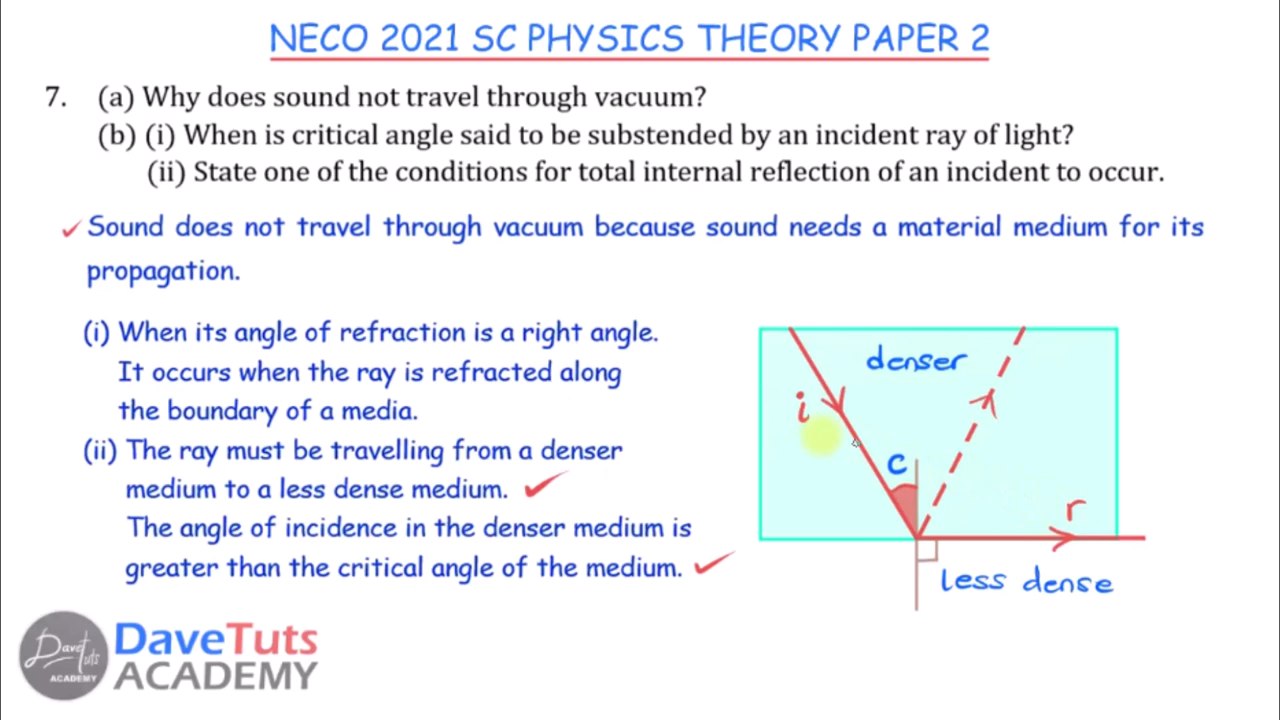 NECO 2021 SC PHYSICS THEORY PAPER 2
7. (a) Why does sound not travel through vacuum?
(b) (i) When is critical angle said to be substended by an incident ray of light?
(ii) State one of the conditions for total internal reflection of an incident to occur.
Sound does not travel through vacuum because sound needs a material medium for its
propagation.
(i) When its angle of refraction is a right angle.
It occurs when the ray is refracted along
the boundary of a media.
(ii) The ray must be travelling from a denser
medium to a less dense medium.
The angle of incidence in the denser medium is
greater than the critical angle of the medium.
denser
i
c
r
less dense
Dave Tuts
ACADEMY
DaveTuts
ACADEMY